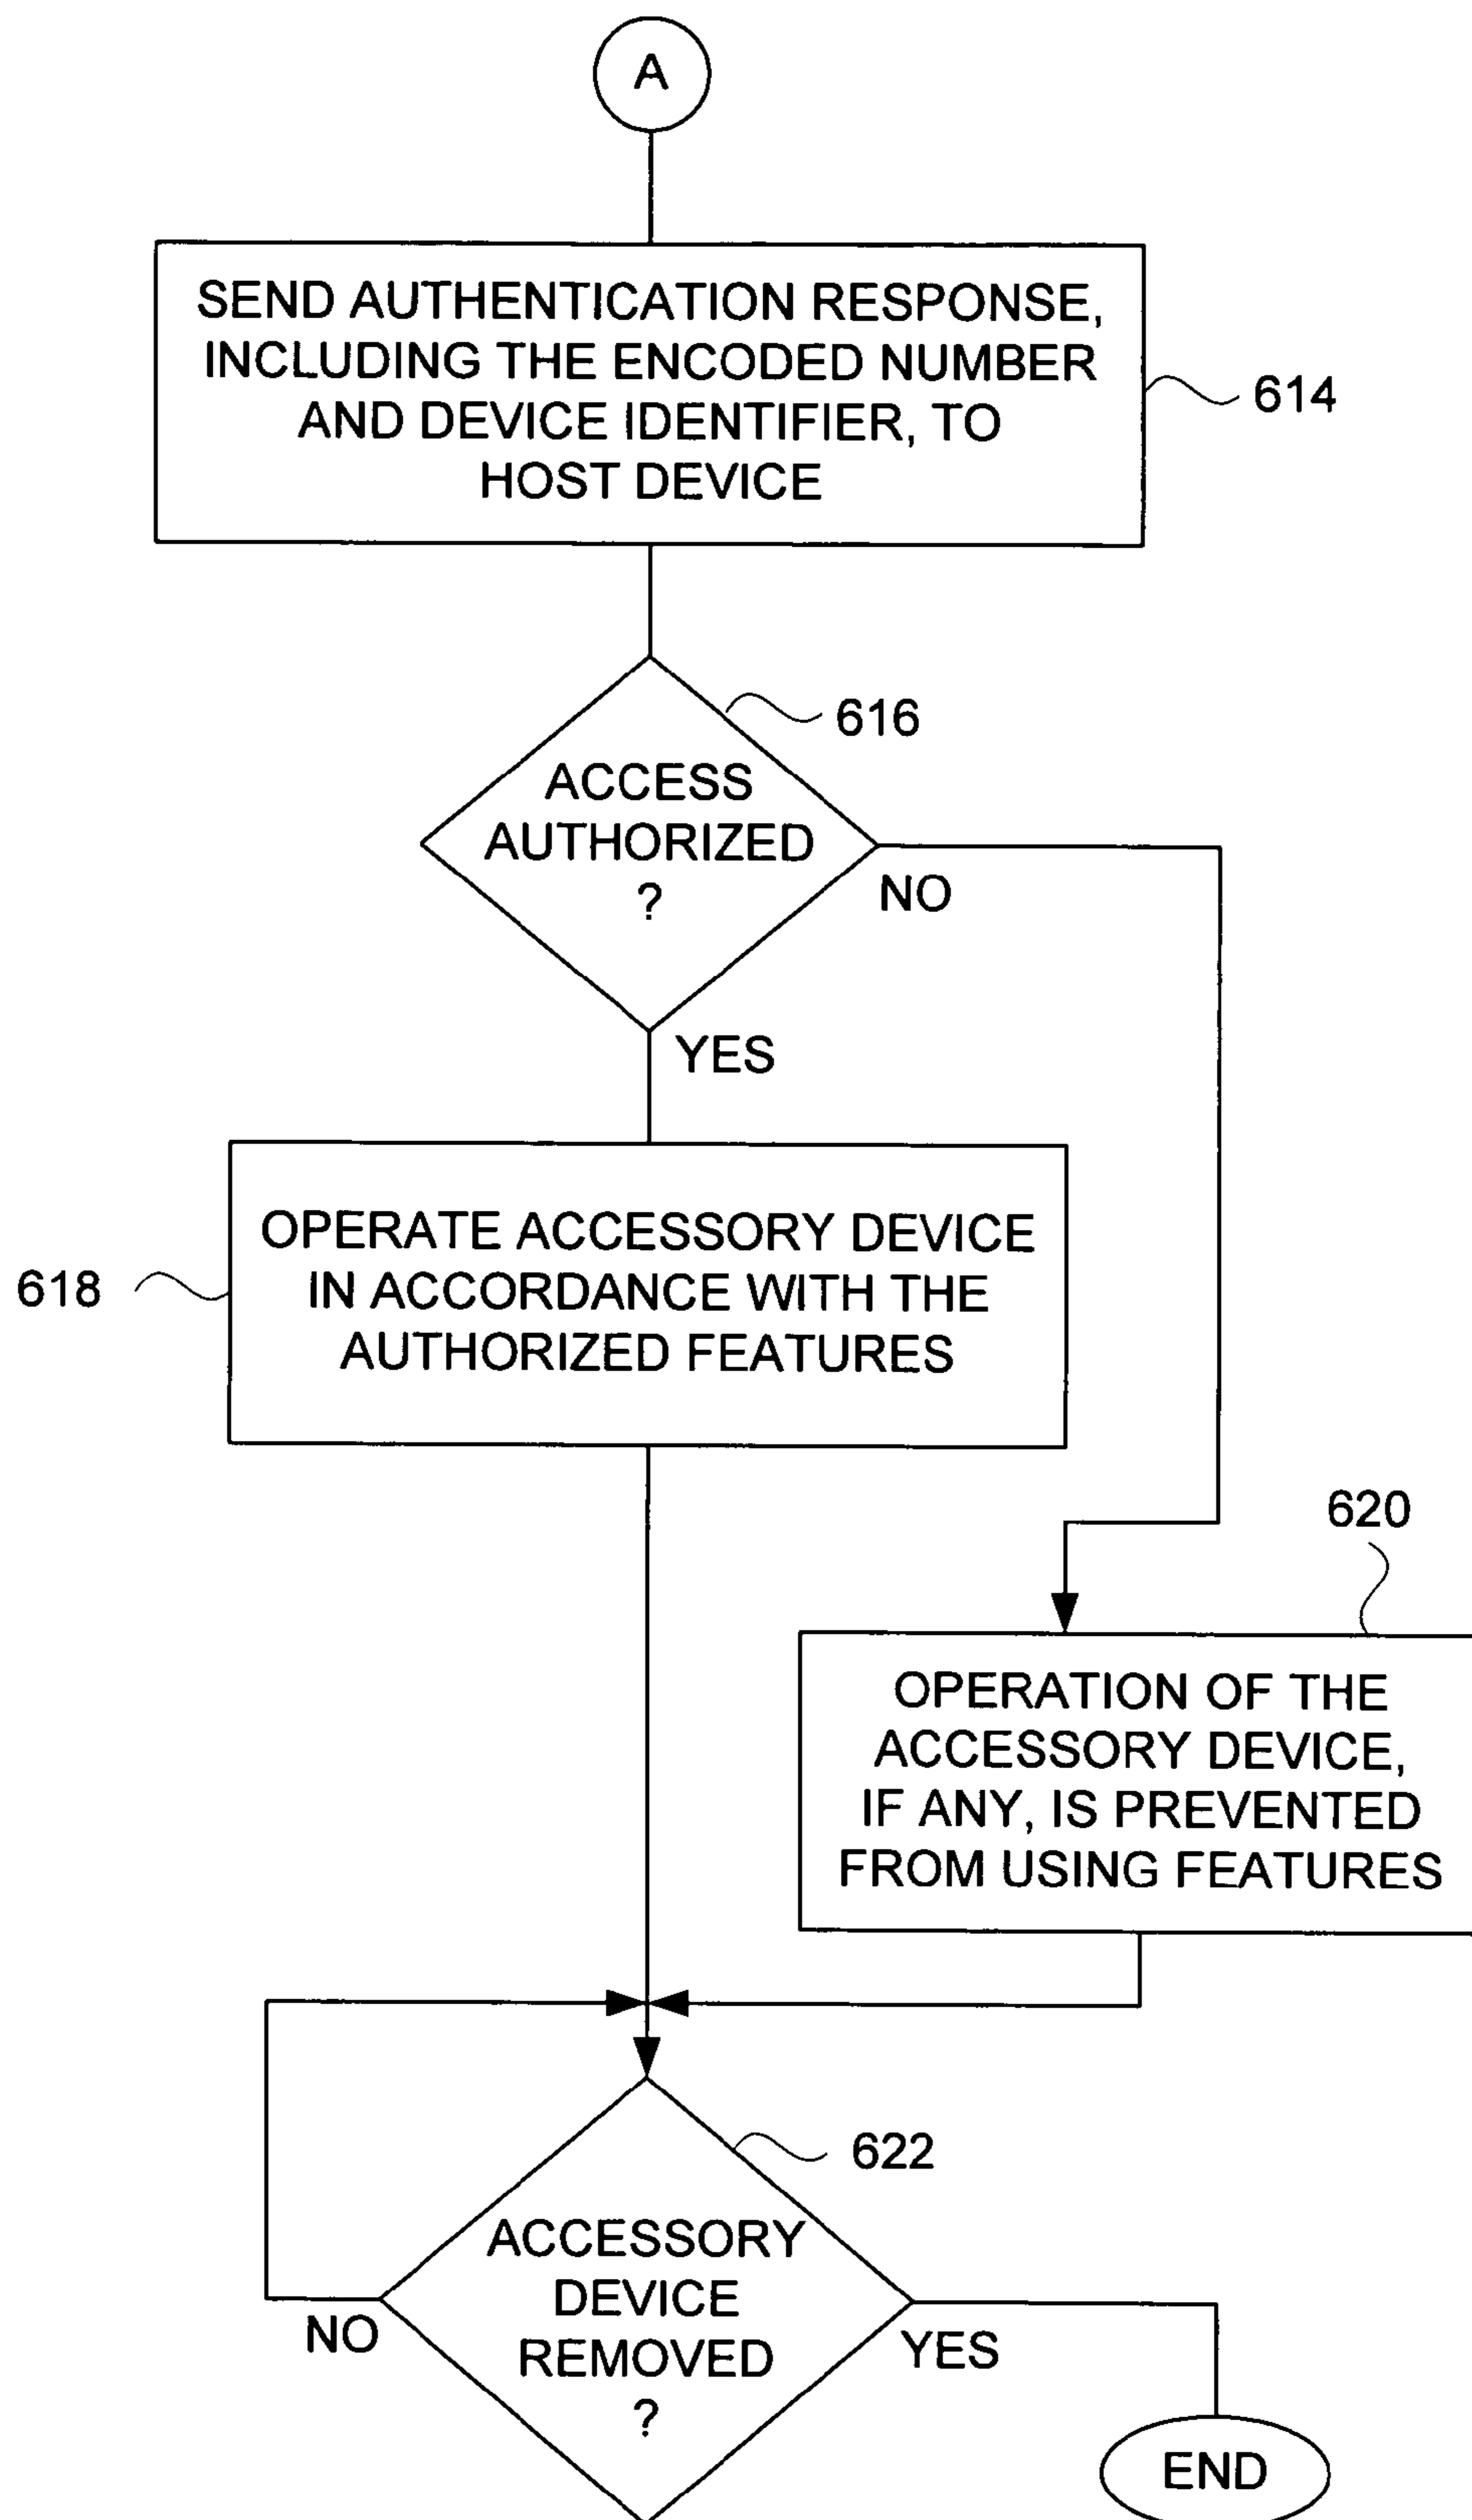 A
SEND AUTHENTICATION RESPONSE,
INCLUDING THE ENCODED NUMBER
AND DEVICE IDENTIFIER, TO
HOST DEVICE
614
616
ACCESS
AUTHORIZED
?
NO
YES
OPERATE ACCESSORY DEVICE
IN ACCORDANCE WITH THE
AUTHORIZED FEATURES
618
620
OPERATION OF THE
ACCESSORY DEVICE,
IF ANY, IS PREVENTED
FROM USING FEATURES
622
ACCESSORY
DEVICE
REMOVED
?
NO
YES
END